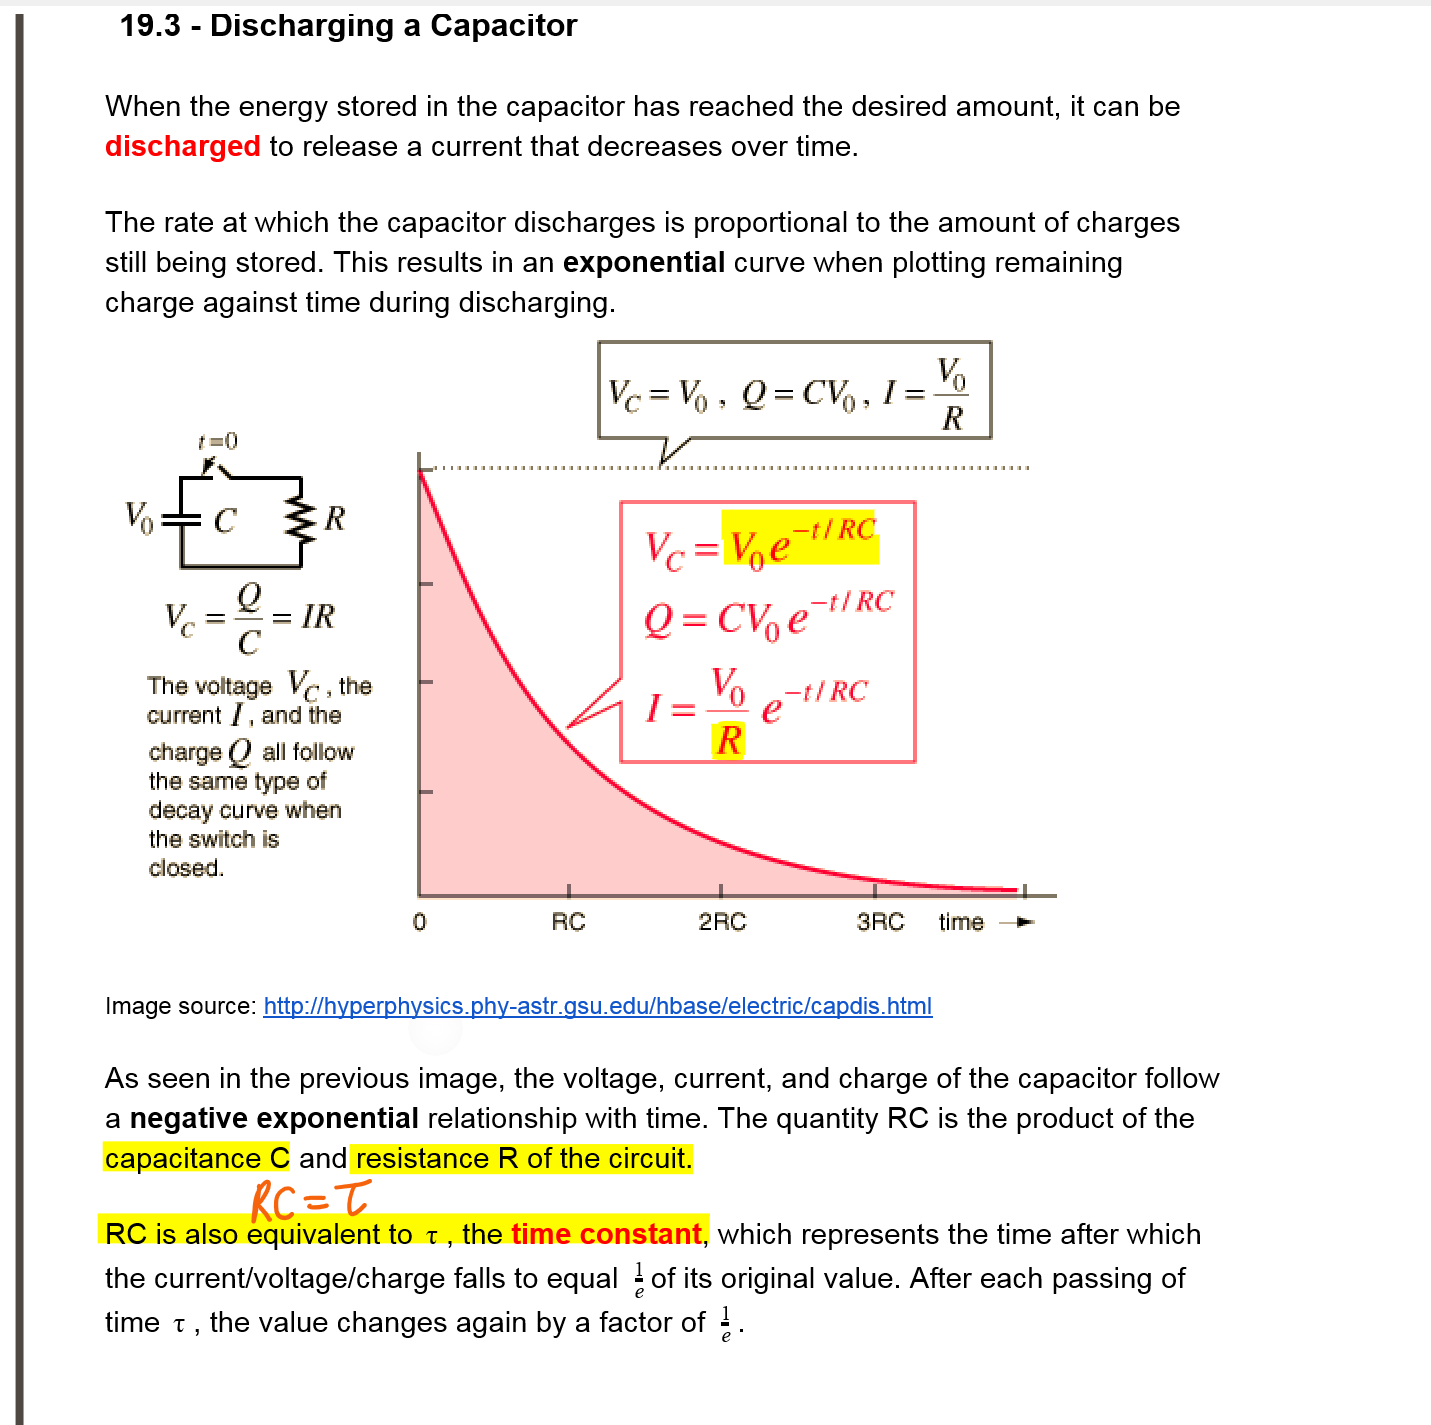 19.3 - Discharging a Capacitor
When the energy stored in the capacitor has reached the desired amount, it can be
discharged to release a current that decreases over time.
The rate at which the capacitor discharges is proportional to the amount of charges
still being stored. This results in an exponential curve when plotting remaining
charge against time during discharging.
V_C = V_0 , Q = CV_0 , I = V_0/R
t=0
V_0 C R
V_C = Q/C = IR
The voltage V_C , the
current I , and the
charge Q all follow
the same type of
decay curve when
the switch is
closed.
V_C = V_0 e^{-t/RC}
Q = CV_0 e^{-t/RC}
I = V_0/R e^{-t/RC}
0 RC 2RC 3RC time
Image source: http://hyperphysics.phy-astr.gsu.edu/hbase/electric/capdis.html
As seen in the previous image, the voltage, current, and charge of the capacitor follow
a negative exponential relationship with time. The quantity RC is the product of the
capacitance C and resistance R of the circuit.
RC = τ
RC is also equivalent to τ , the time constant, which represents the time after which
the current/voltage/charge falls to equal 1/e of its original value. After each passing of
time τ , the value changes again by a factor of 1/e .